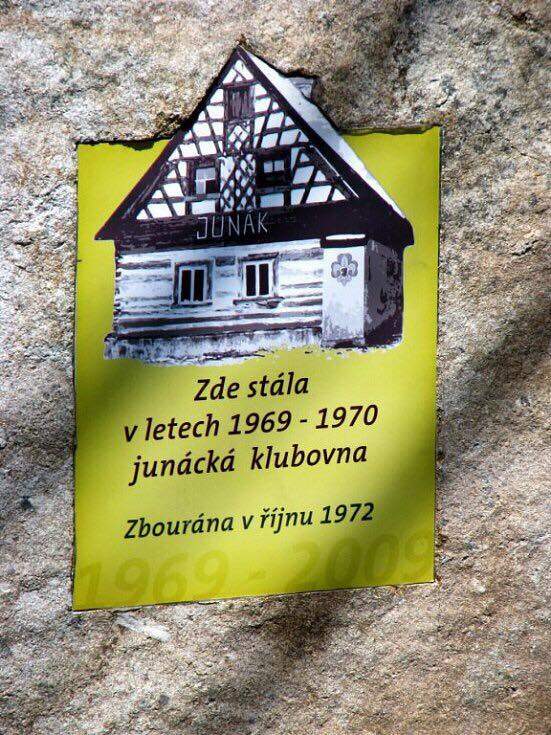 JUNÁK
Zde stála
v letech 1969 - 1970
junácká klubovna
Zbourána v říjnu 1972
1969 - 2009